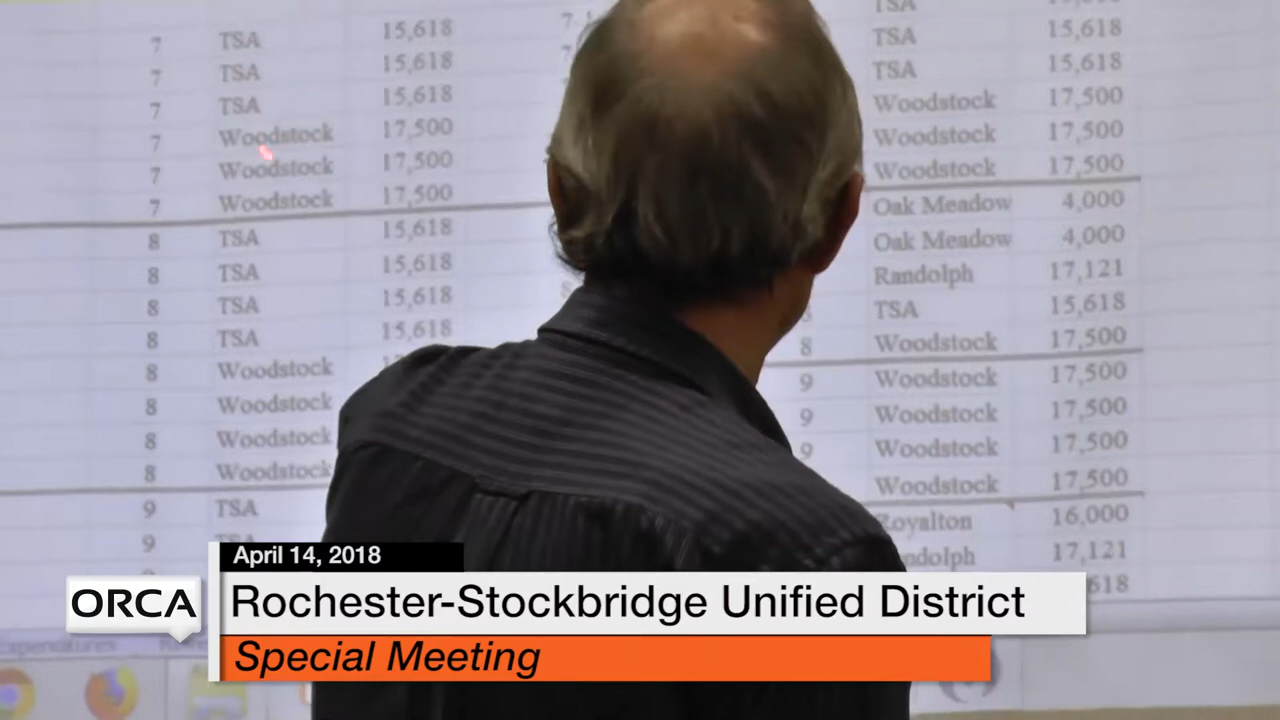 7 TSA 15,618 TSA
7 TSA 15,618 TSA 15,618
7 TSA 15,618 TSA 15,618
7 Woodstock 17,500 Woodstock 17,500
7 Woodstock 17,500 Woodstock 17,500
7 Woodstock 17,500 Woodstock 17,500
8 TSA 15,618 Oak Meadow 4,000
8 TSA 15,618 Oak Meadow 4,000
8 TSA 15,618 Randolph 17,121
8 TSA 15,618 TSA 15,618
8 Woodstock 8 Woodstock 17,500
8 Woodstock 9 Woodstock 17,500
8 Woodstock 9 Woodstock 17,500
8 Woodstock 9 Woodstock 17,500
9 TSA Woodstock 17,500
9 TSA Royalton 16,000
ndolph 17,121
618
April 14, 2018
ORCA Rochester-Stockbridge Unified District
Special Meeting